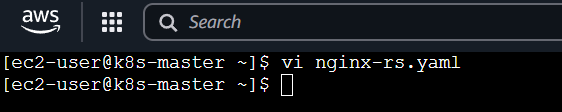 aws
Search
[ec2-user@k8s-master ~]$ vi nginx-rs.yaml
[ec2-user@k8s-master ~]$